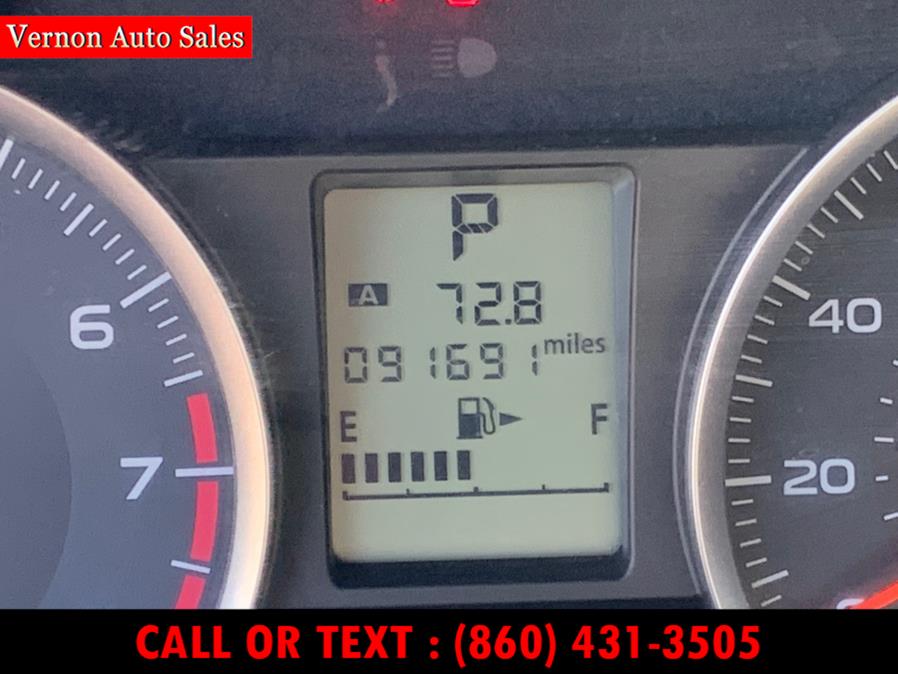 Vernon Auto Sales
P
A 72.8
091691 miles
E F
6
7
40
20
CALL OR TEXT : (860) 431-3505